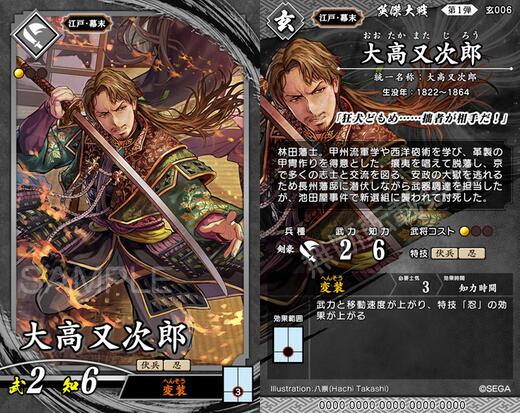 江戸・幕末
SAMPLE
大高又次郎
伏兵 忍
武2 知6
へんそう
変装
3
玄
江戸・幕末
英傑大戦
第1弾
玄006
おお たか また じ ろう
大高又次郎
統一名称：大高又次郎
生没年：1822〜1864
「狂犬どもめ……拙者が相手だ！」
林田藩士。甲州流軍学や西洋砲術を学び、革製の
甲冑作りを得意とした。攘夷を唱えて脱藩し、京
で多くの志士と交流を図る。安政の大獄を逃れる
ため長州藩邸に潜伏しながら武器調達を担当した
が、池田屋事件で新選組に襲われて討死した。
兵種 武力 知力 武将コスト
剣豪 2 6 特技 伏兵 忍
へんそう 必要士気 効果時間
変装 3 知力時間
効果範囲
武力と移動速度が上がり、特技「忍」の効
果が上がる
Illustration:八崇(Hachi Takashi)
©SEGA
0000 0000 0000 0000 0000